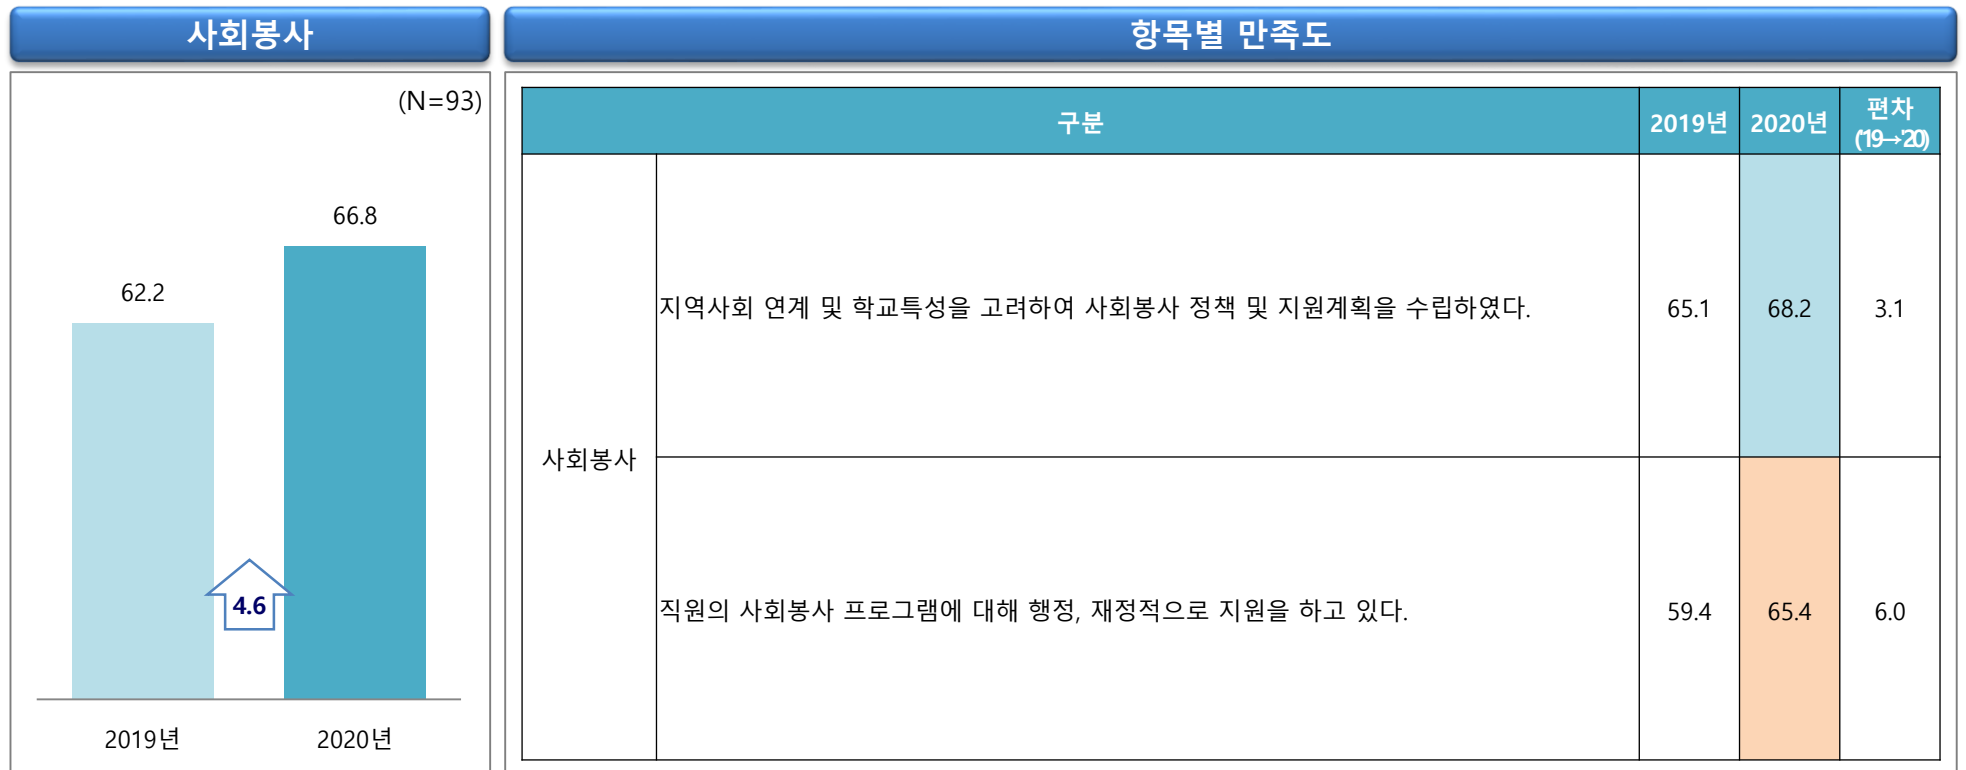 사회봉사
항목별 만족도
(N=93)
62.2
66.8
4.6
2019년
2020년
구분
2019년
2020년
편차
('19→'20)
사회봉사
지역사회 연계 및 학교특성을 고려하여 사회봉사 정책 및 지원계획을 수립하였다.
65.1
68.2
3.1
직원의 사회봉사 프로그램에 대해 행정, 재정적으로 지원을 하고 있다.
59.4
65.4
6.0